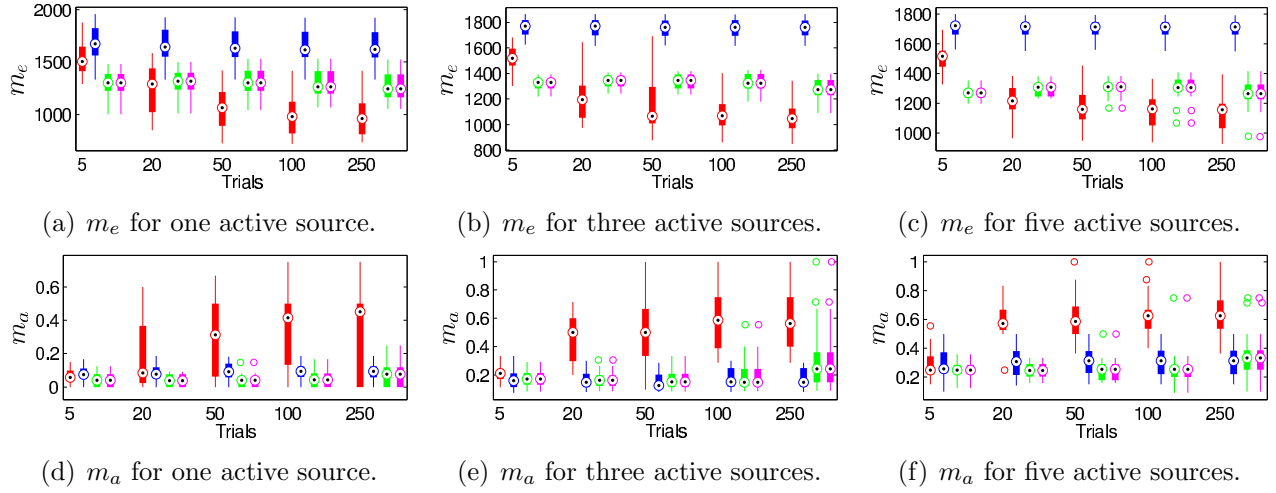 2000
1500
1000
m_e
5 20 50 100 250
Trials
(a) m_e for one active source.
1800
1600
1400
1200
1000
800
m_e
5 20 50 100 250
Trials
(b) m_e for three active sources.
1800
1600
1400
1200
1000
m_e
5 20 50 100 250
Trials
(c) m_e for five active sources.
0.6
0.4
0.2
0
m_a
5 20 50 100 250
Trials
(d) m_a for one active source.
1
0.8
0.6
0.4
0.2
m_a
5 20 50 100 250
Trials
(e) m_a for three active sources.
1
0.8
0.6
0.4
0.2
m_a
5 20 50 100 250
Trials
(f) m_a for five active sources.